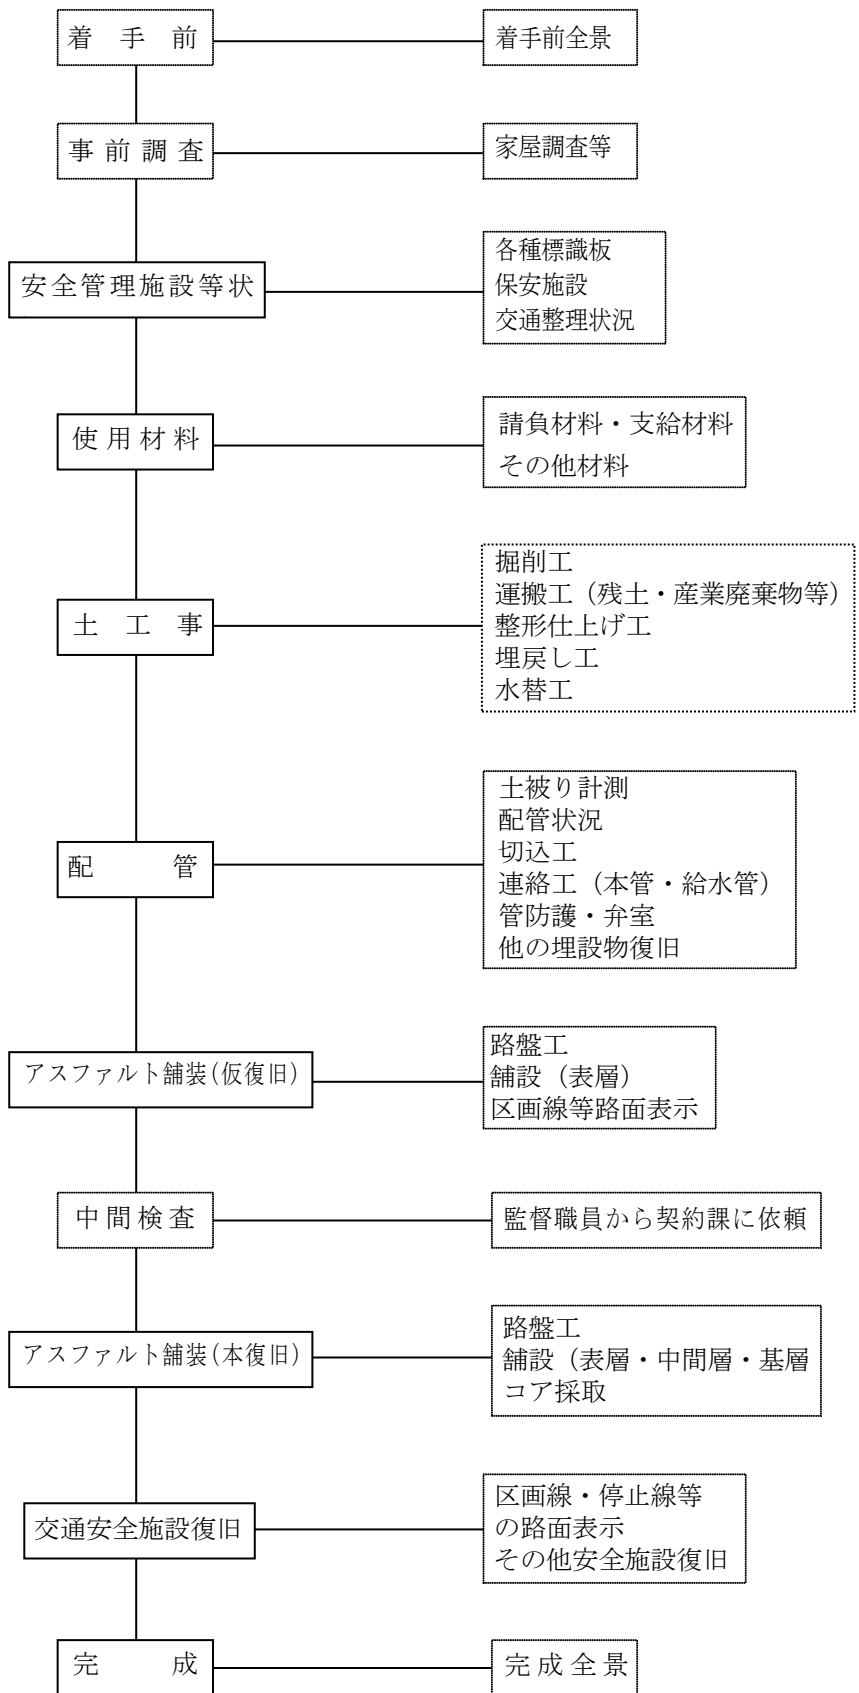 着手前
着手前全景
事前調査
家屋調査等
安全管理施設等状
各種標識板
保安施設
交通整理状況
使用材料
請負材料・支給材料
その他材料
土工事
掘削工
運搬工（残土・産業廃棄物等）
整形仕上げ工
埋戻し工
水替工
配管
土被り計測
配管状況
切込工
連絡工（本管・給水管）
管防護・弁室
他の埋設物復旧
アスファルト舗装(仮復旧)
路盤工
舗設（表層）
区画線等路面表示
中間検査
監督職員から契約課に依頼
アスファルト舗装(本復旧)
路盤工
舗設（表層・中間層・基層
コア採取
交通安全施設復旧
区画線・停止線等
の路面表示
その他安全施設復旧
完成
完成全景